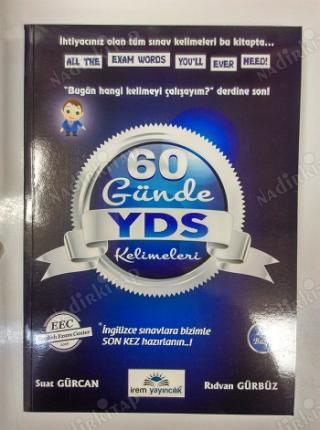 İhtiyacınız olan tüm sınav kelimeleri bu kitapta...
ALL THE EXAM WORDS YOU'LL EVER NEED!
"Bugün hangi kelimeyi çalışayım?" derdine son!
60
Günde
YDS
Kelimeleri
EEC
English Exam Center
"İngilizce sınavlara bizimle
SON KEZ hazırlanın..!
Suat GÜRCAN
irem yayıncılık
Rıdvan GÜRBÜZ